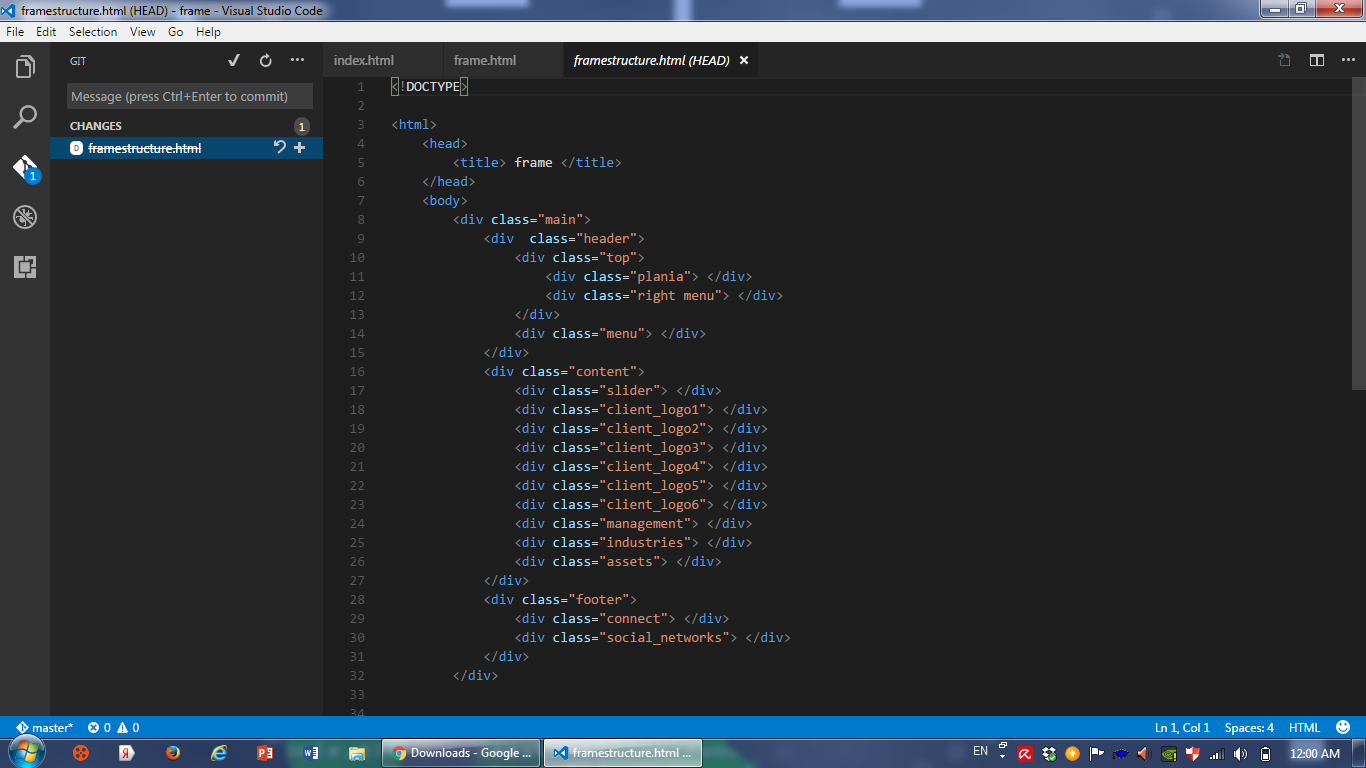 framestructure.html (HEAD) - frame - Visual Studio Code
File Edit Selection View Go Help
GIT
Message (press Ctrl+Enter to commit)
CHANGES 1
D framestructure.html
1
index.html frame.html framestructure.html (HEAD)
1 <!DOCTYPE>
2
3 <html>
4 <head>
5 <title> frame </title>
6 </head>
7 <body>
8 <div class="main">
9 <div  class="header">
10 <div class="top">
11 <div class="plania"> </div>
12 <div class="right menu"> </div>
13 </div>
14 <div class="menu"> </div>
15 </div>
16 <div class="content">
17 <div class="slider"> </div>
18 <div class="client_logo1"> </div>
19 <div class="client_logo2"> </div>
20 <div class="client_logo3"> </div>
21 <div class="client_logo4"> </div>
22 <div class="client_logo5"> </div>
23 <div class="client_logo6"> </div>
24 <div class="management"> </div>
25 <div class="industries"> </div>
26 <div class="assets"> </div>
27 </div>
28 <div class="footer">
29 <div class="connect"> </div>
30 <div class="social_networks"> </div>
31 </div>
32 </div>
33
34
master* 0 0 Ln 1, Col 1 Spaces: 4 HTML
Я P W Downloads - Google ... framestructure.html ... EN 12:00 AM